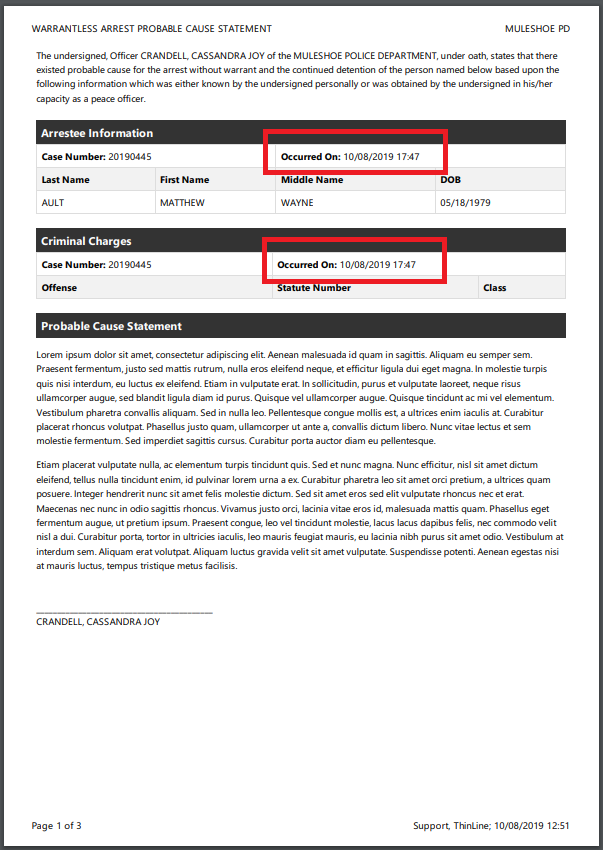 WARRANTLESS ARREST PROBABLE CAUSE STATEMENT MULESHOE PD
The undersigned, Officer CRANDELL, CASSANDRA JOY of the MULESHOE POLICE DEPARTMENT, under oath, states that there
existed probable cause for the arrest without warrant and the continued detention of the person named below based upon the
following information which was either known by the undersigned personally or was obtained by the undersigned in his/her
capacity as a peace officer.
Arrestee Information
Case Number: 20190445 Occurred On: 10/08/2019 17:47
Last Name First Name Middle Name DOB
AULT MATTHEW WAYNE 05/18/1979
Criminal Charges
Case Number: 20190445 Occurred On: 10/08/2019 17:47
Offense Statute Number Class
Probable Cause Statement
Lorem ipsum dolor sit amet, consectetur adipiscing elit. Aenean malesuada id quam in sagittis. Aliquam eu semper sem.
Praesent fermentum, justo sed mattis rutrum, nulla eros eleifend neque, et efficitur ligula dui eget magna. In molestie turpis
quis nisi interdum, eu luctus ex eleifend. Etiam in vulputate erat. In sollicitudin, purus et vulputate laoreet, neque risus
ullamcorper augue, sed blandit ligula diam id purus. Quisque vel ullamcorper augue. Quisque tincidunt ac mi vel elementum.
Vestibulum pharetra convallis aliquam. Sed in nulla leo. Pellentesque congue mollis est, a ultrices enim iaculis at. Curabitur
placerat rhoncus volutpat. Phasellus justo quam, ullamcorper ut ante a, convallis dictum libero. Nunc vitae lectus et sem
molestie fermentum. Sed imperdiet sagittis cursus. Curabitur porta auctor diam eu pellentesque.
Etiam placerat vulputate nulla, ac elementum turpis tincidunt quis. Sed et nunc magna. Nunc efficitur, nisl sit amet dictum
eleifend, tellus nulla tincidunt enim, id pulvinar lorem urna a ex. Curabitur pharetra leo sit amet orci pretium, a ultrices quam
posuere. Integer hendrerit nunc sit amet felis molestie dictum. Sed sit amet eros sed elit vulputate rhoncus nec et erat.
Maecenas nec nunc in odio sagittis rhoncus. Vivamus justo orci, lacinia vitae eros id, malesuada mattis quam. Phasellus eget
fermentum augue, ut pretium ipsum. Praesent congue, leo vel tincidunt molestie, lacus lacus dapibus felis, nec commodo velit
nisl a dui. Curabitur porta, tortor in ultricies iaculis, leo mauris feugiat mauris, eu lacinia nibh purus sit amet odio. Vestibulum at
interdum sem. Aliquam erat volutpat. Aliquam luctus gravida velit sit amet vulputate. Suspendisse potenti. Aenean egestas nisi
at mauris luctus, tempus tristique metus facilisis.
CRANDELL, CASSANDRA JOY
Page 1 of 3 Support, ThinLine; 10/08/2019 12:51